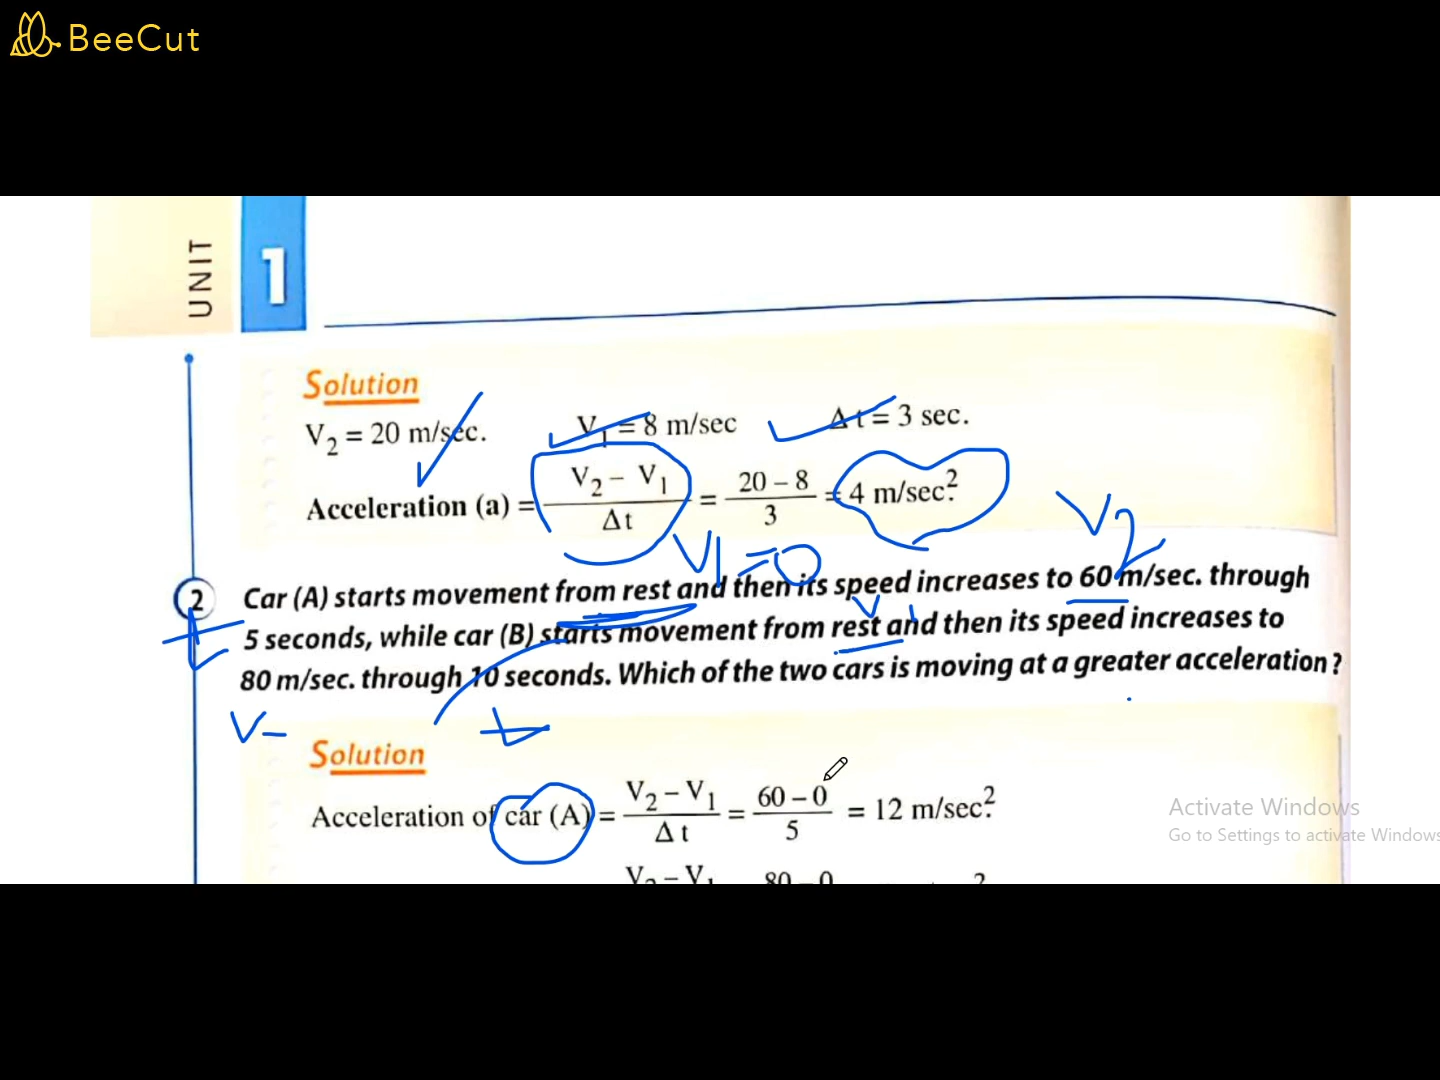 BeeCut
UNIT
1
Solution
V₂ = 20 m/sec. V₁ = 8 m/sec Δt = 3 sec.
Acceleration (a) = (V₂ – V₁)/Δt = (20 – 8)/3 = 4 m/sec².
V1 = 0
V2
2 Car (A) starts movement from rest and then its speed increases to 60 m/sec. through
5 seconds, while car (B) starts movement from rest and then its speed increases to
80 m/sec. through 10 seconds. Which of the two cars is moving at a greater acceleration ?
Solution
Acceleration of car (A) = (V₂ – V₁)/Δt = (60 – 0)/5 = 12 m/sec².
V₂ – V₁ 80 – 0
Activate Windows
Go to Settings to activate Windows